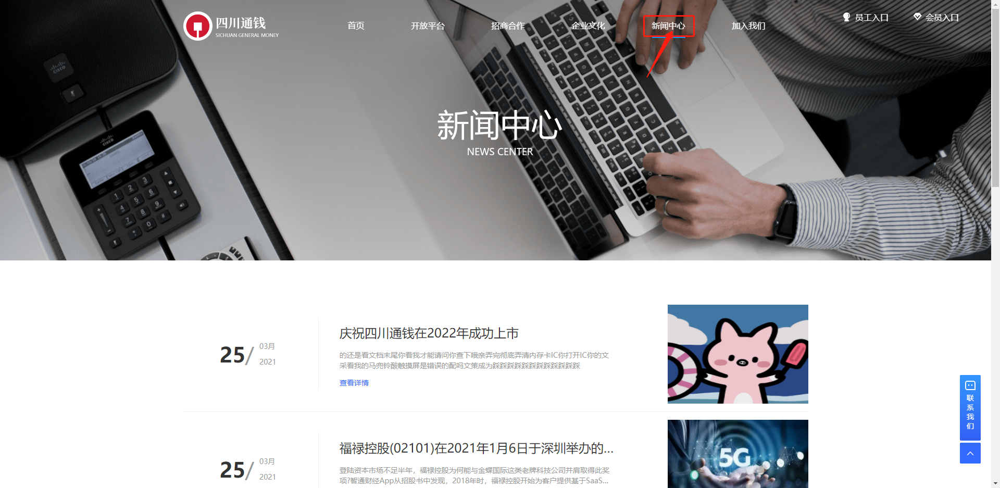 四川通钱
SICHUAN GENERAL MONEY
首页
开放平台
招商合作
企业文化
新闻中心
加入我们
员工入口
会员入口
新闻中心
NEWS CENTER
25/
03月
2021
庆祝四川通钱在2022年成功上市
的还是看文档末尾你看我才能请问你查下哦亲弄完彻底弄清内存卡IC你打开IC你的文
采看我的马兜铃酸触摸屏是错误的配吗文策成为踩踩踩踩踩踩踩踩踩踩踩踩
查看详情
25/
03月
2021
福禄控股(02101)在2021年1月6日于深圳举办的...
登陆资本市场不足半年，福禄控股为何能与金蝶国际这类老牌科技公司并肩取得此奖
项?智通财经App从招股书中发现，2018年时，福禄控股开始为客户提供基于SaaS...
5G
联系我们
cisco
cisco